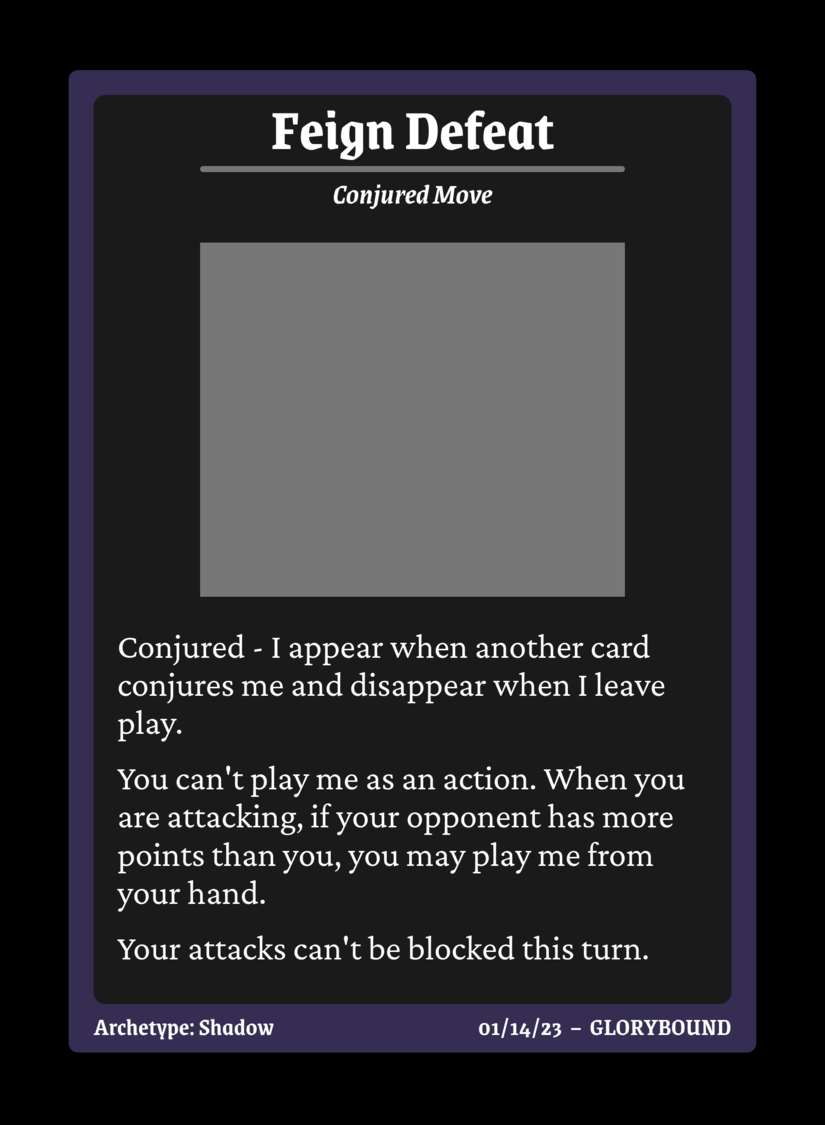 Feign Defeat
Conjured Move
Conjured - I appear when another card
conjures me and disappear when I leave
play.
You can't play me as an action. When you
are attacking, if your opponent has more
points than you, you may play me from
your hand.
Your attacks can't be blocked this turn.
Archetype: Shadow
01/14/23 – GLORYBOUND